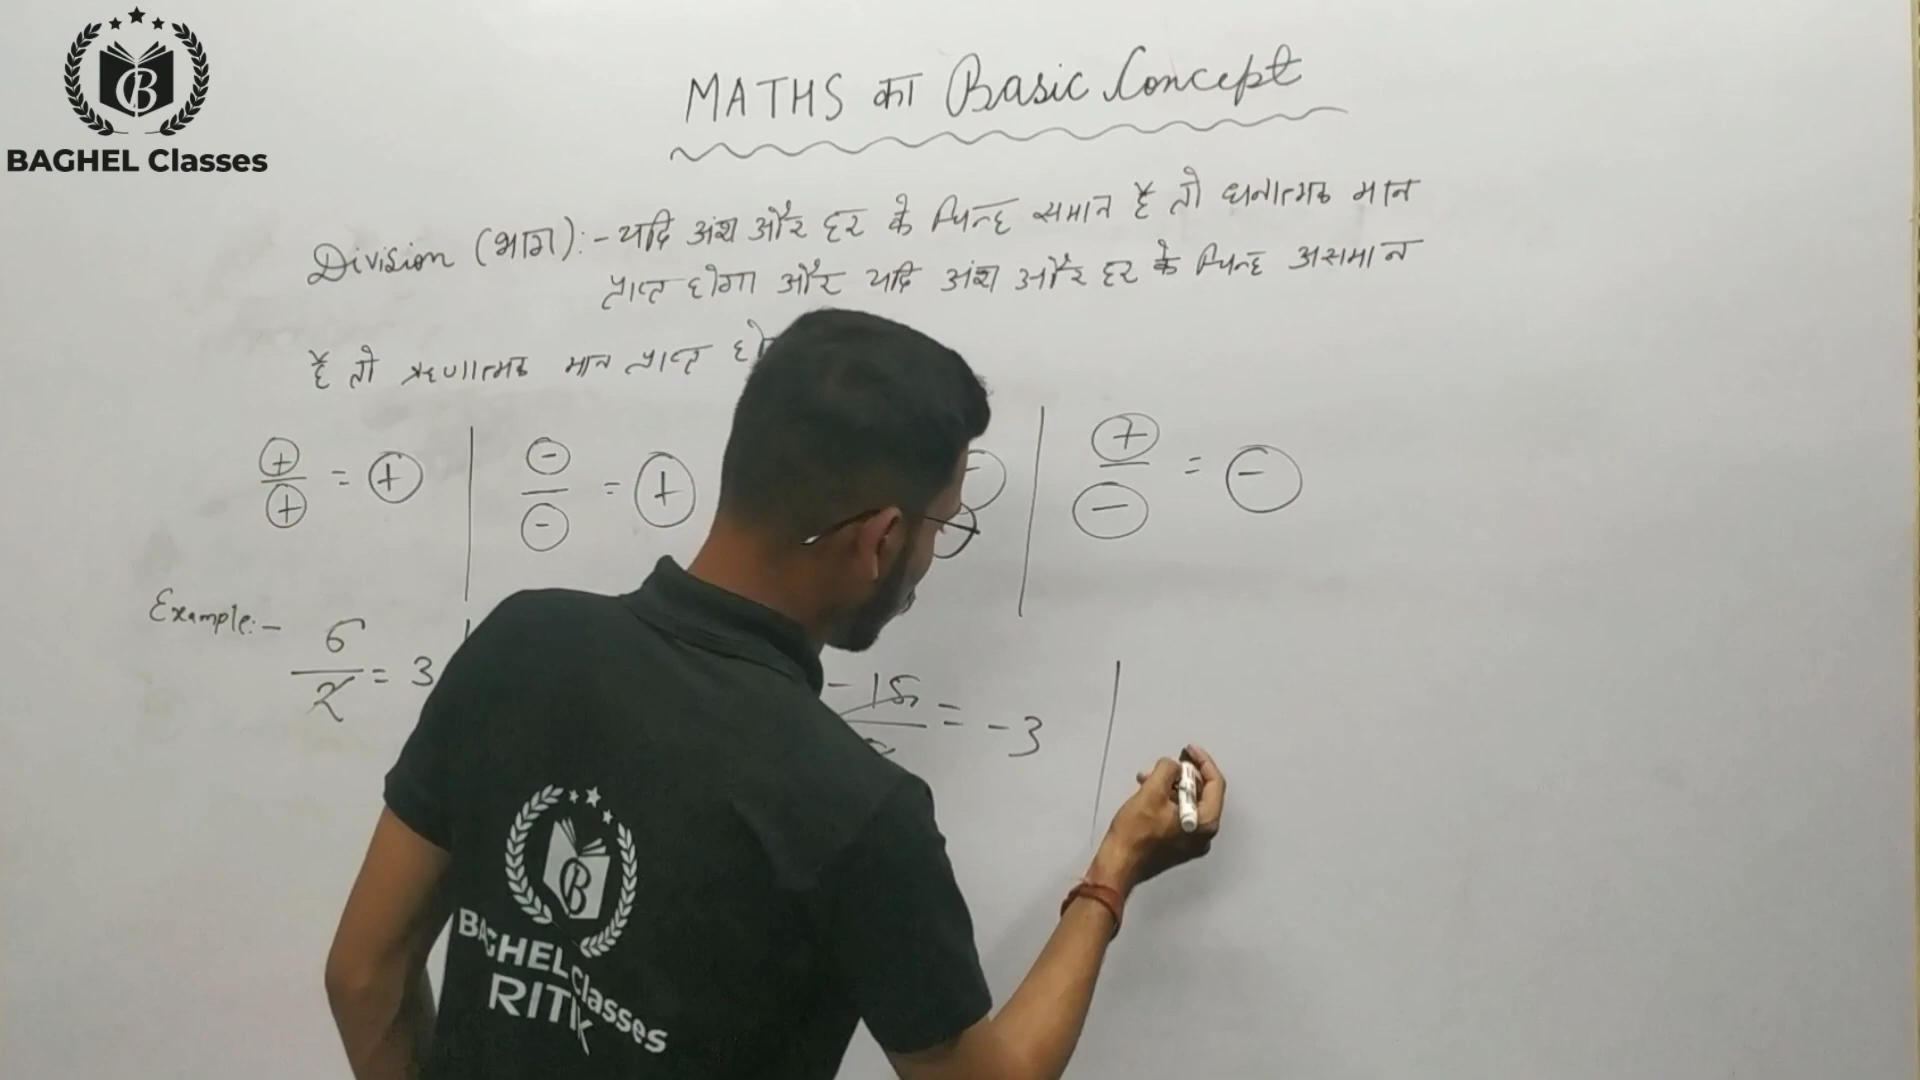 BAGHEL Classes
MATHS का Basic Concept
Division (भाग):- यदि अंश और हर के चिन्ह समान है तो धनात्मक मान
प्राप्त होगा और यदि अंश और हर के चिन्ह असमान
है तो ऋणात्मक मान प्राप्त
+/+ = +
-/- = +
+/- = -
Example:-
6/2 = 3
-15/ = -3
BAGHEL Classes
RITIK